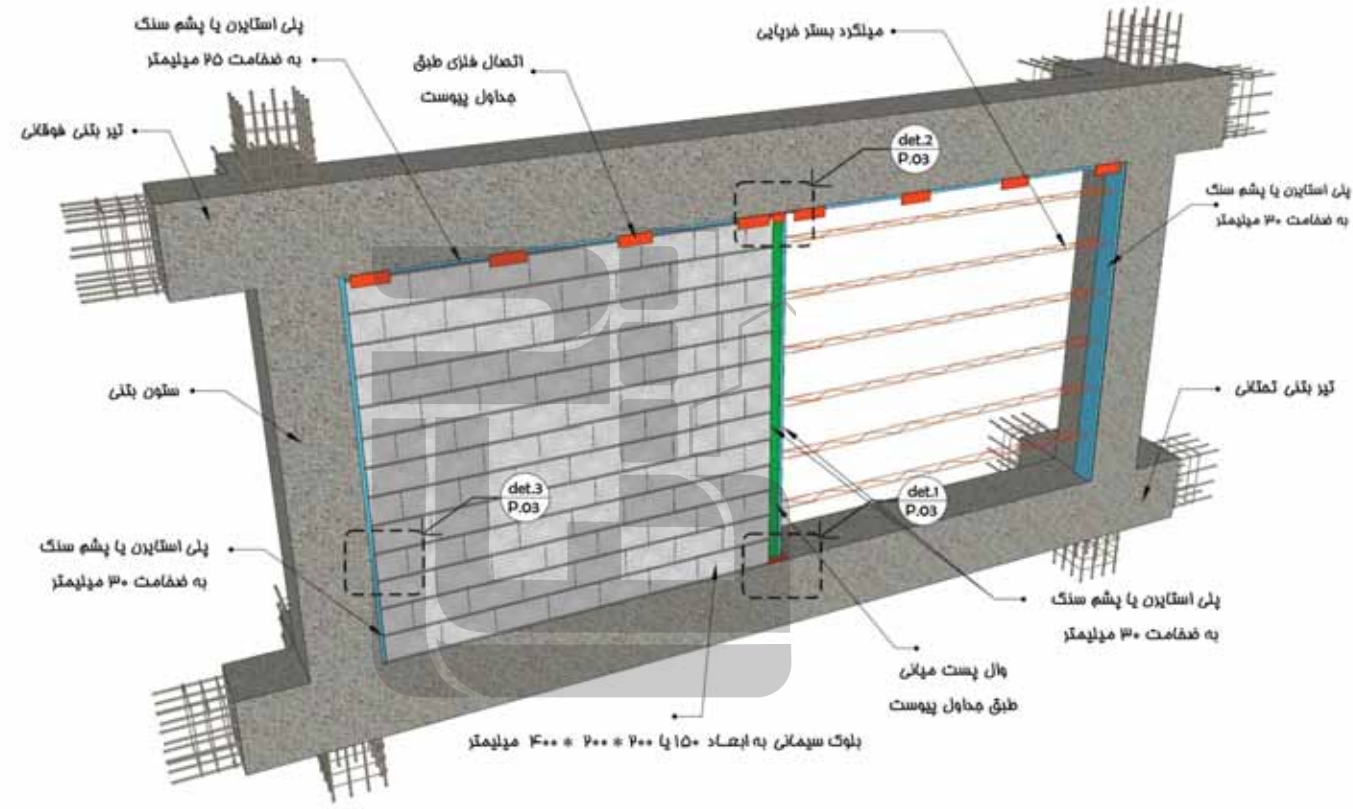 پلی استایرن یا پشم سنگ
به ضخامت ۲۵ میلیمتر
اتصال فلزی طبق
جداول پیوست
میلگرد بستر خرپایی
تیر بتنی فوقانی
det.2
P.03
پلی استایرن یا پشم سنگ
به ضخامت ۳۰ میلیمتر
ستون بتنی
تیر بتنی تحتانی
det.3
P.03
det.1
P.03
پلی استایرن یا پشم سنگ
به ضخامت ۳۰ میلیمتر
پلی استایرن یا پشم سنگ
به ضخامت ۳۰ میلیمتر
وال پست میانی
طبق جداول پیوست
بلوک سیمانی به ابعاد ۱۵۰ یا ۲۰۰ * ۲۰۰ * ۴۰۰ میلیمتر